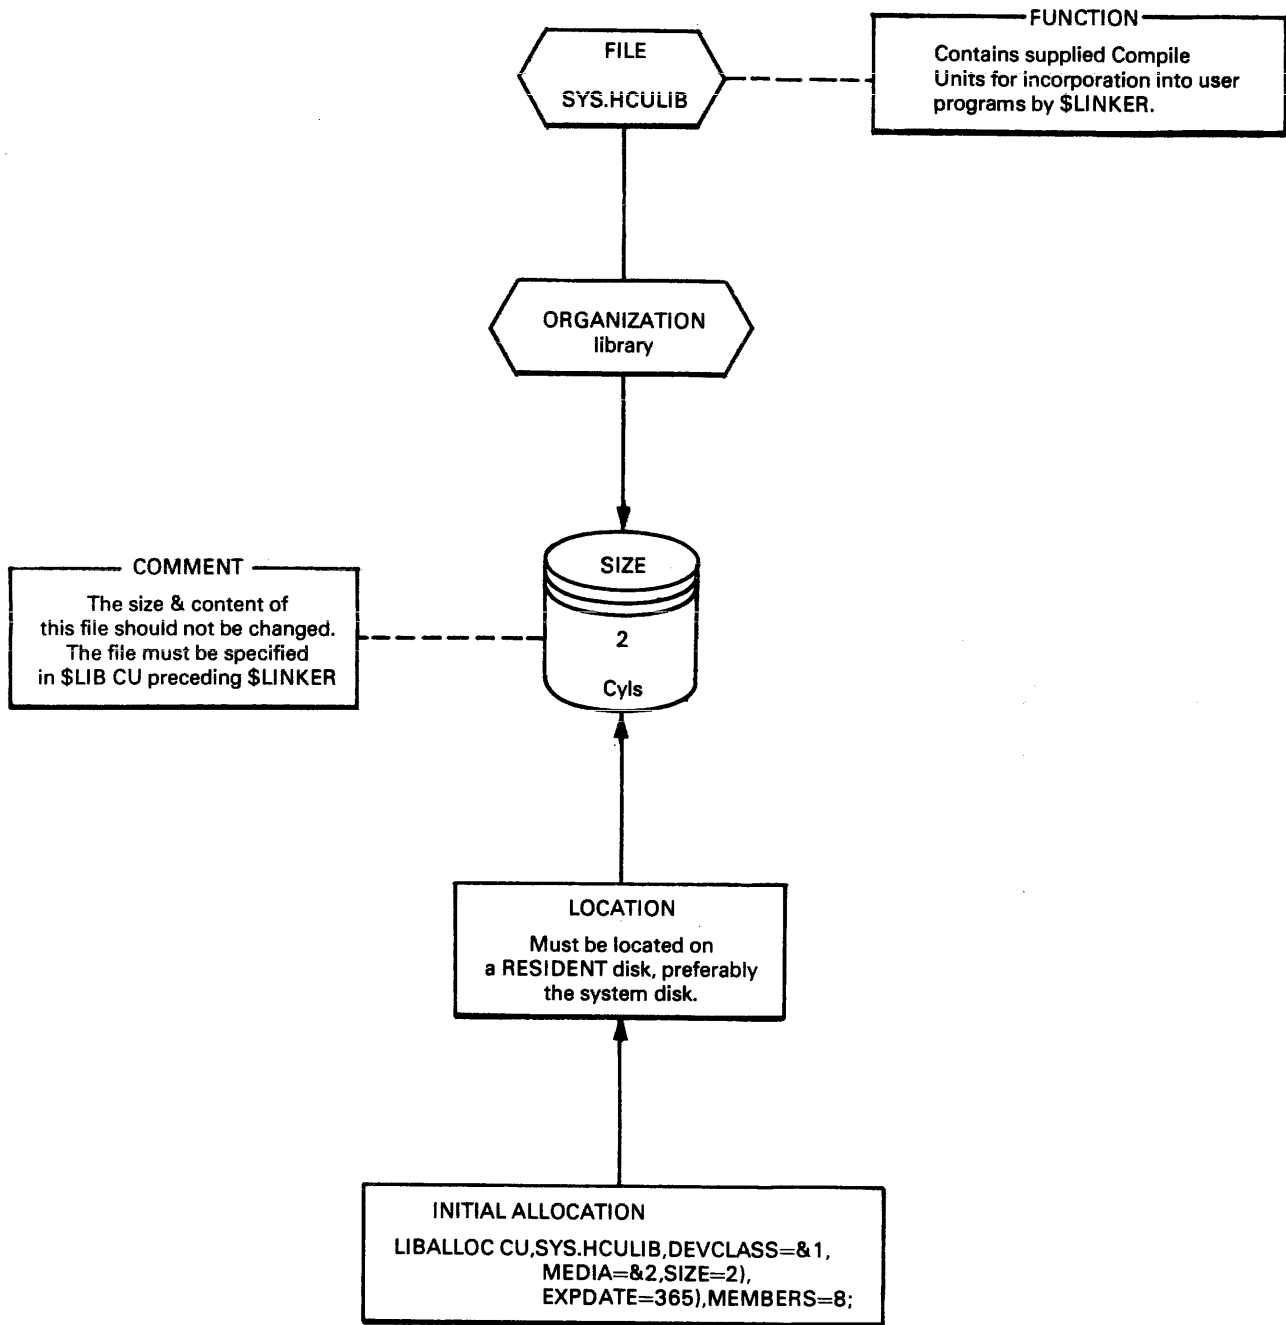 FILE
SYS.HCULIB
FUNCTION
Contains supplied Compile
Units for incorporation into user
programs by $LINKER.
ORGANIZATION
library
SIZE
2
Cyls
COMMENT
The size & content of
this file should not be changed.
The file must be specified
in $LIB CU preceding $LINKER
LOCATION
Must be located on
a RESIDENT disk, preferably
the system disk.
INITIAL ALLOCATION
LIBALLOC CU,SYS.HCULIB,DEVCLASS=&1,
MEDIA=&2,SIZE=2),
EXPDATE=365),MEMBERS=8;